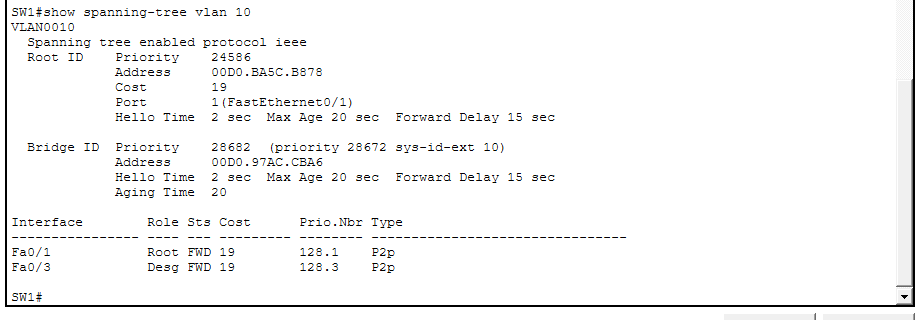 SW1#show spanning-tree vlan 10
VLAN0010
  Spanning tree enabled protocol ieee
  Root ID    Priority    24586
             Address     00D0.BA5C.B878
             Cost        19
             Port        1(FastEthernet0/1)
             Hello Time  2 sec  Max Age 20 sec  Forward Delay 15 sec

  Bridge ID  Priority    28682  (priority 28672 sys-id-ext 10)
             Address     00D0.97AC.CBA6
             Hello Time  2 sec  Max Age 20 sec  Forward Delay 15 sec
             Aging Time  20

Interface        Role Sts Cost      Prio.Nbr Type
---------------- ---- --- --------- -------- --------------------------------
Fa0/1            Root FWD 19        128.1    P2p
Fa0/3            Desg FWD 19        128.3    P2p

SW1#